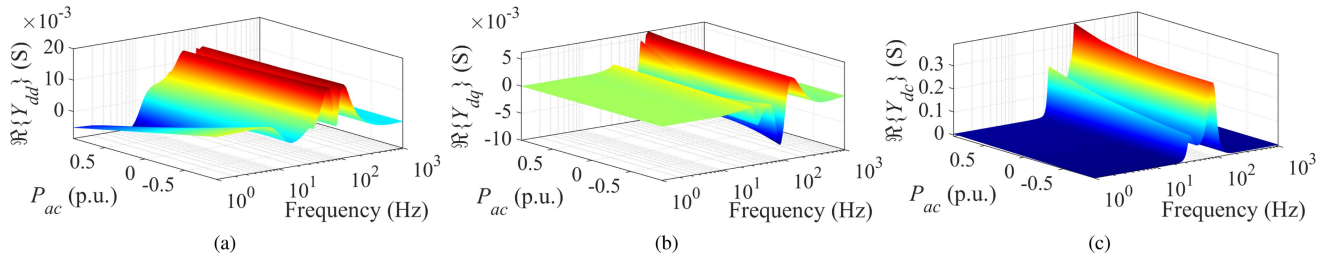 ×10⁻³
ℜ{Y_dd} (S)
20
10
0
0.5
0
-0.5
P_ac (p.u.)
10⁰
10¹
10²
10³
Frequency (Hz)
(a)
×10⁻³
ℜ{Y_dq} (S)
5
0
-5
-10
0.5
0
-0.5
P_ac (p.u.)
10⁰
10¹
10²
10³
Frequency (Hz)
(b)
ℜ{Y_dc} (S)
0.3
0.2
0.1
0
0.5
0
-0.5
P_ac (p.u.)
10⁰
10¹
10²
10³
Frequency (Hz)
(c)